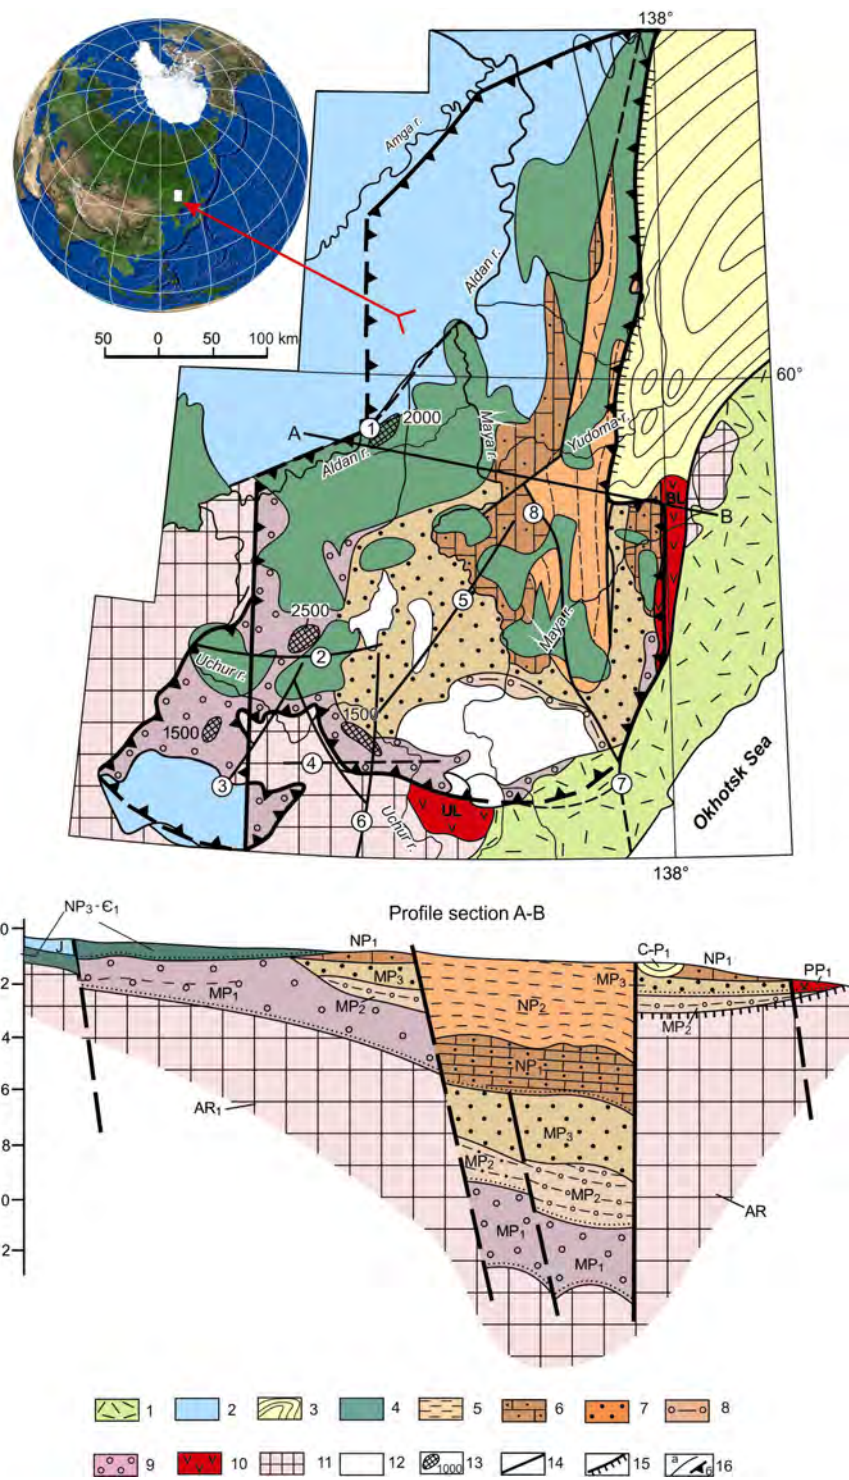 138°
Amga r.
Aldan r.
50 0 50 100 km
60°
1
2000
A
Aldan r.
Maya r.
Yudoma r.
8
BL
B
2500
5
2
Maya r.
Uchur r.
1500
1500
4
3
7
6
UL
Uchur r.
Okhotsk Sea
138°
Profile section A-B
NP3-Є1
0
J
NP1
C-P1
NP1
PP1
2
MP1
MP3
MP2
NP2
MP3
MP2
4
NP1
6
AR1
MP3
8
MP2
MP2
0
AR
MP1
MP1
2
1 2 3 4 5 6 7 8
9 10 11 12 1000 13 14 15 a б 16